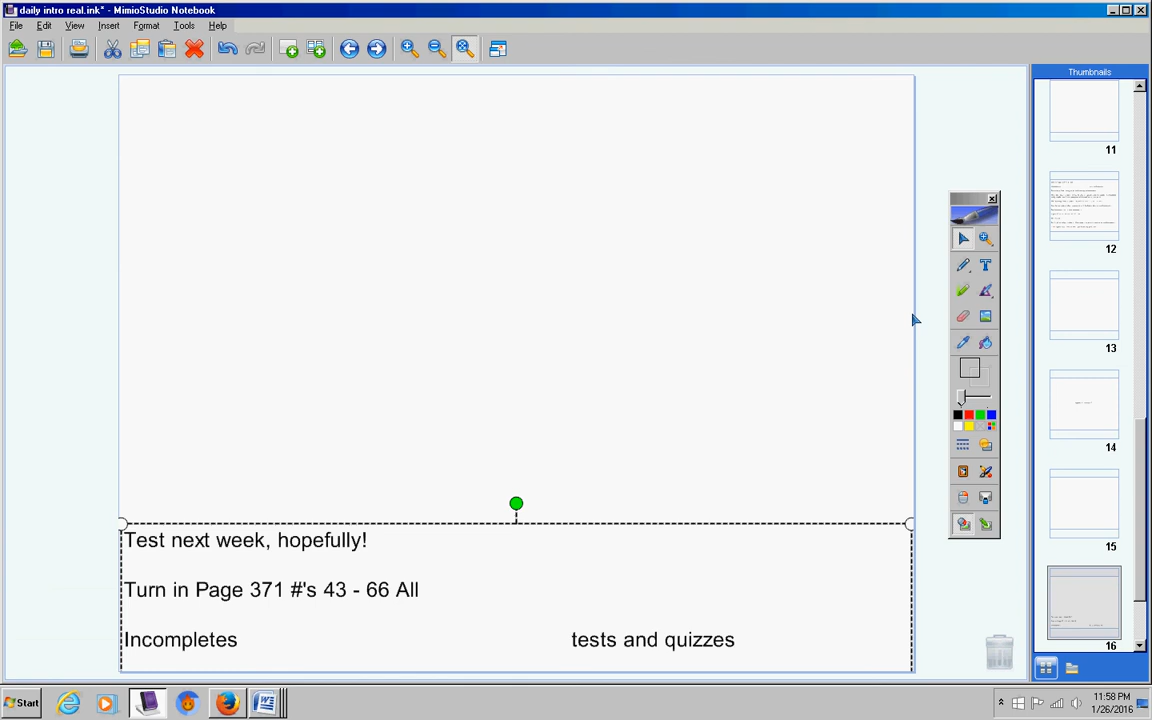 daily intro real.ink* - MimioStudio Notebook
File Edit View Insert Format Tools Help
Thumbnails
11
12
13
14
15
16
Test next week, hopefully!
Turn in Page 371 #'s 43 - 66 All
Incompletes tests and quizzes
Start
11:58 PM
1/26/2016